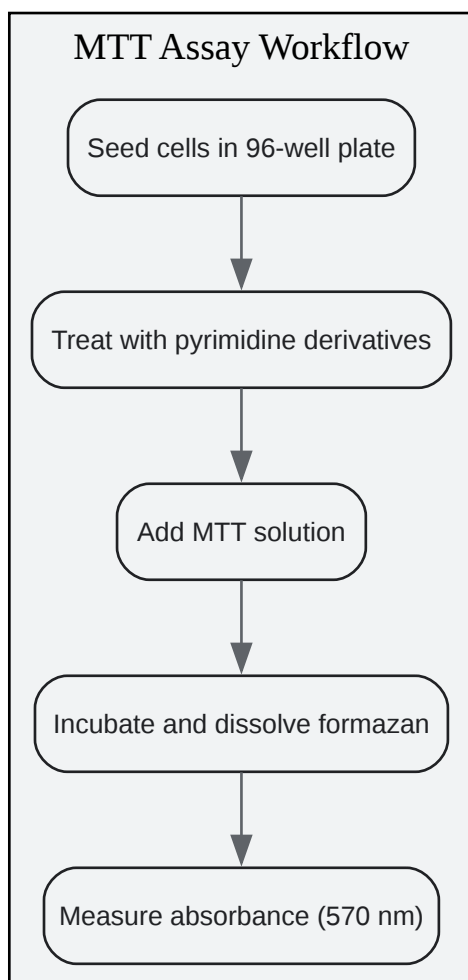 MTT Assay Workflow
Seed cells in 96-well plate
Treat with pyrimidine derivatives
Add MTT solution
Incubate and dissolve formazan
Measure absorbance (570 nm)